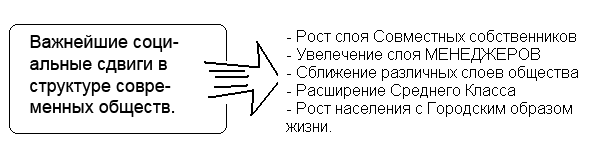 Важнейшие соци-
альные сдвиги в
структуре совре-
менных обществ.
- Рост слоя Совместных собственников
- Увелечение слоя МЕНЕДЖЕРОВ
- Сближение различных слоев общества
- Расширение Среднего Класса
- Рост населения с Городским образом
жизни.